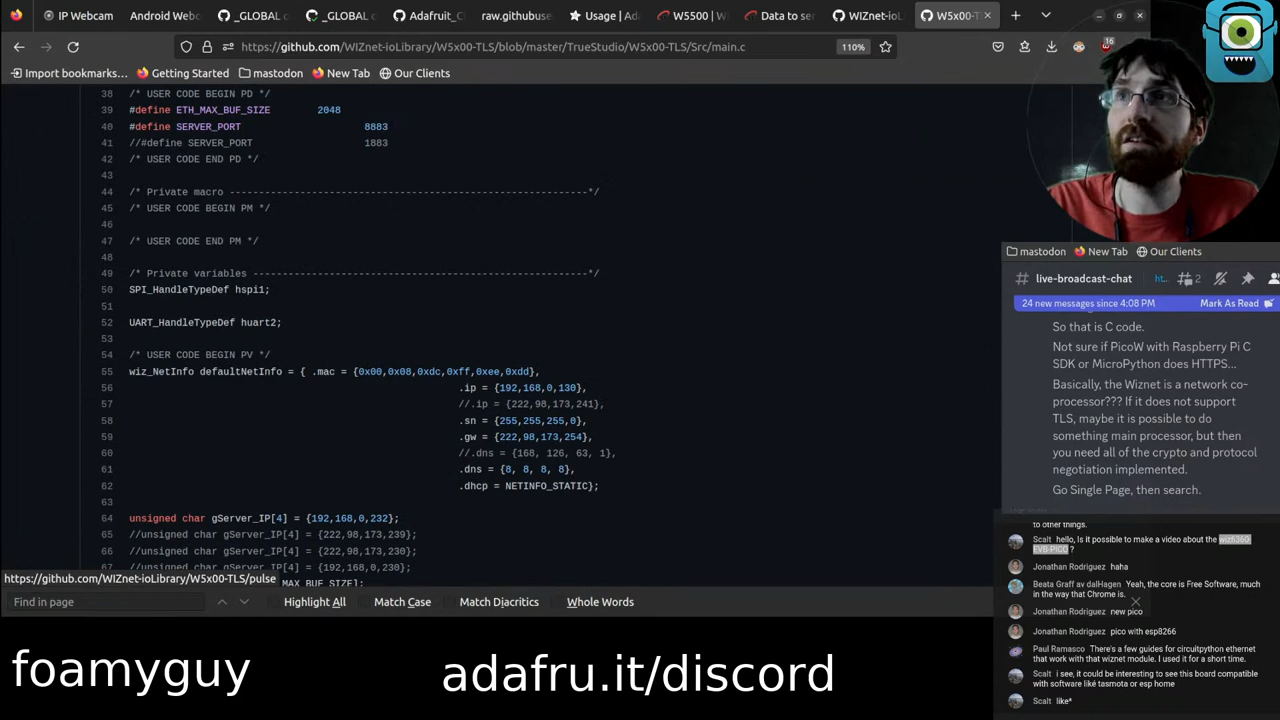 IP Webcam
Android Webc
_GLOBAL c
_GLOBAL c
Adafruit_C
raw.githubuse
Usage | Ada
W5500 | W
Data to ser
WIZnet-ioL
W5x00-T
https://github.com/WIZnet-ioLibrary/W5x00-TLS/blob/master/TrueStudio/W5x00-TLS/Src/main.c
110%
16
Import bookmarks... Getting Started mastodon New Tab Our Clients
38 /* USER CODE BEGIN PD */
39 #define ETH_MAX_BUF_SIZE 2048
40 #define SERVER_PORT 8883
41 //#define SERVER_PORT 1883
42 /* USER CODE END PD */
43
44 /* Private macro -------------------------------------------------------------*/
45 /* USER CODE BEGIN PM */
46
47 /* USER CODE END PM */
48
49 /* Private variables ---------------------------------------------------------*/
50 SPI_HandleTypeDef hspi1;
51
52 UART_HandleTypeDef huart2;
53
54 /* USER CODE BEGIN PV */
55 wiz_NetInfo defaultNetInfo = { .mac = {0x00,0x08,0xdc,0xff,0xee,0xdd},
56 .ip = {192,168,0,130},
57 //.ip = {222,98,173,241},
58 .sn = {255,255,255,0},
59 .gw = {222,98,173,254},
60 //.dns = {168, 126, 63, 1},
61 .dns = {8, 8, 8, 8},
62 .dhcp = NETINFO_STATIC};
63
64 unsigned char gServer_IP[4] = {192,168,0,232};
65 //unsigned char gServer_IP[4] = {222,98,173,239};
66 //unsigned char gServer_IP[4] = {222,98,173,230};
67 //unsigned char gServer_IP[4] = {192,168,0,230};
https://github.com/WIZnet-ioLibrary/W5x00-TLS/pulse
MAX_BUF_SIZE];
Find in page
Highlight All Match Case Match Diacritics Whole Words
mastodon New Tab Our Clients
# live-broadcast-chat ht... 2
24 new messages since 4:08 PM Mark As Read
So that is C code.
Not sure if PicoW with Raspberry Pi C
SDK or MicroPython does HTTPS...
Basically, the Wiznet is a network co-
processor??? If it does not support
TLS, maybe it is possible to do
something main processor, but then
you need all of the crypto and protocol
negotiation implemented.
Go Single Page, then search.
to other things.
Scalt hello, Is it possible to make a video about the wizfi360-
EVB-PICO ?
Jonathan Rodriguez haha
Beata Graff av dalHagen Yeah, the core is Free Software, much
in the way that Chrome is.
Jonathan Rodriguez new pico
Jonathan Rodriguez pico with esp8266
Paul Ramasco There's a few guides for circuitpython ethernet
that work with that wiznet module. I used it for a short time.
Scalt i see, it could be interesting to see this board compatible
with software liké tasmota or esp home
Scalt like*
foamyguy
adafru.it/discord